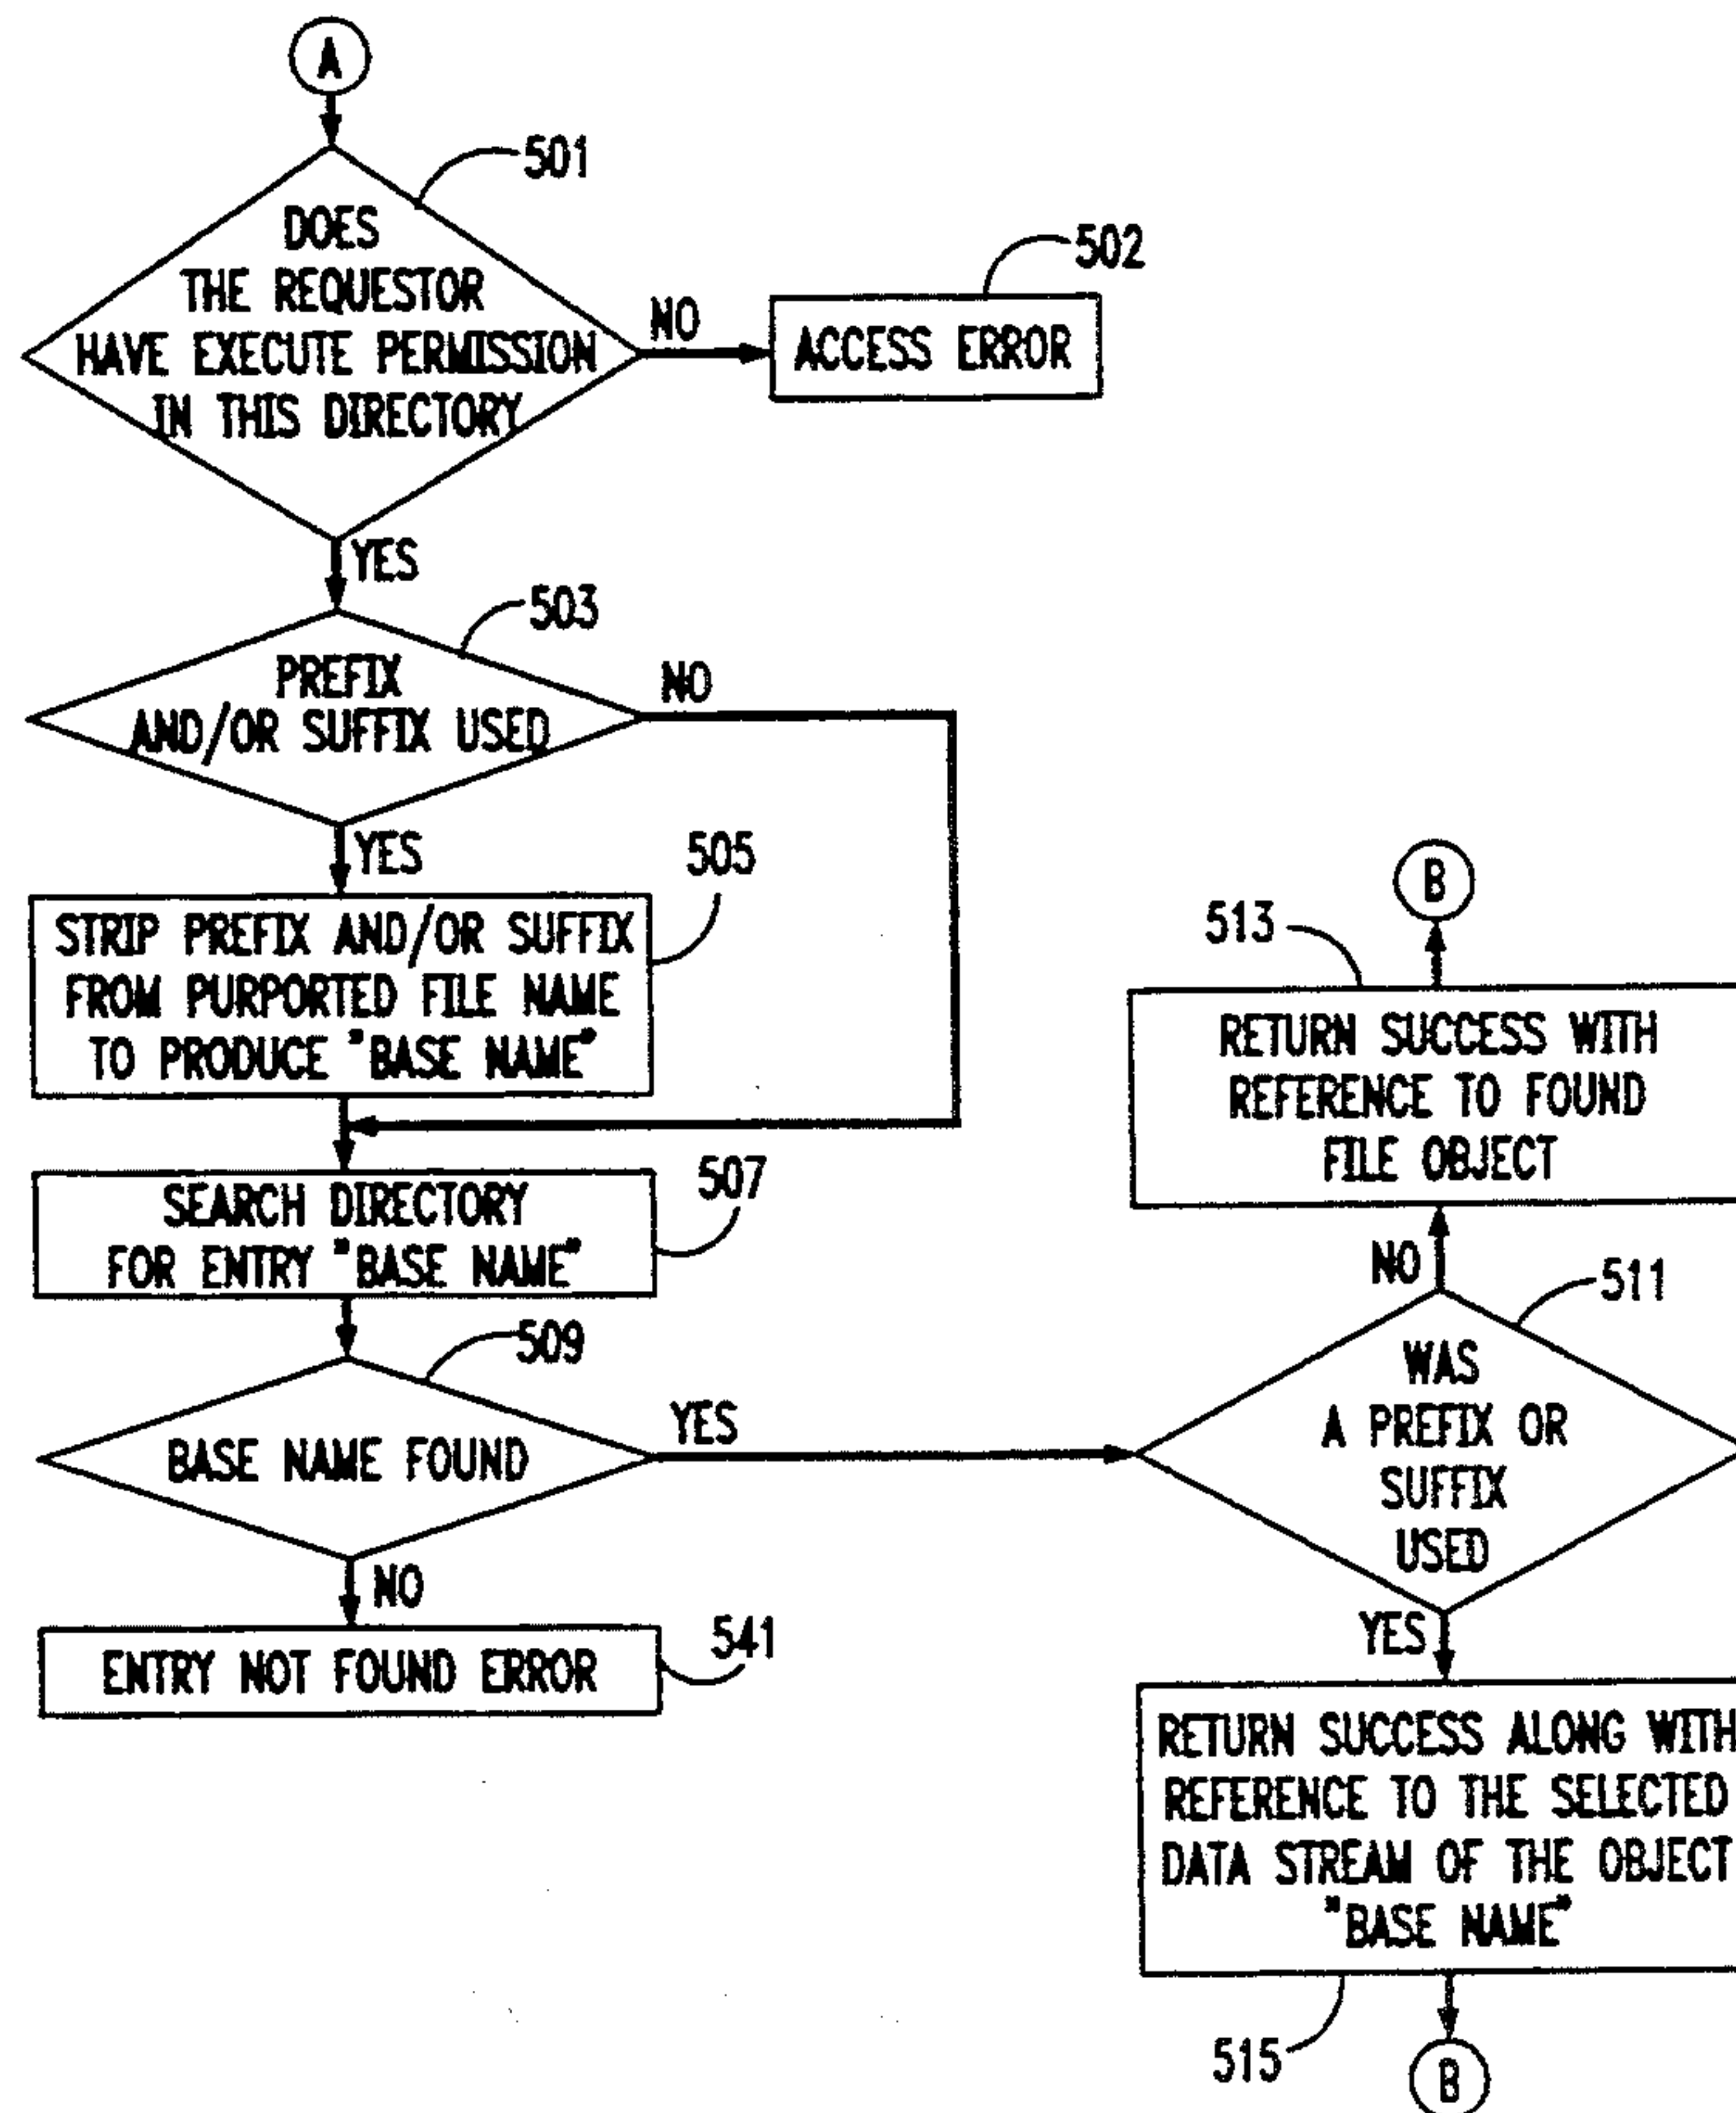 A
501
DOES
THE REQUESTOR
HAVE EXECUTE PERMISSION
IN THIS DIRECTORY
NO
502
ACCESS ERROR
YES
503
PREFIX
AND/OR SUFFIX USED
NO
YES
505
STRIP PREFIX AND/OR SUFFIX
FROM PURPORTED FILE NAME
TO PRODUCE "BASE NAME"
507
SEARCH DIRECTORY
FOR ENTRY "BASE NAME"
509
BASE NAME FOUND
YES
NO
541
ENTRY NOT FOUND ERROR
B
513
RETURN SUCCESS WITH
REFERENCE TO FOUND
FILE OBJECT
NO
511
WAS
A PREFIX OR
SUFFIX
USED
YES
RETURN SUCCESS ALONG WITH
REFERENCE TO THE SELECTED
DATA STREAM OF THE OBJECT
"BASE NAME"
515
B